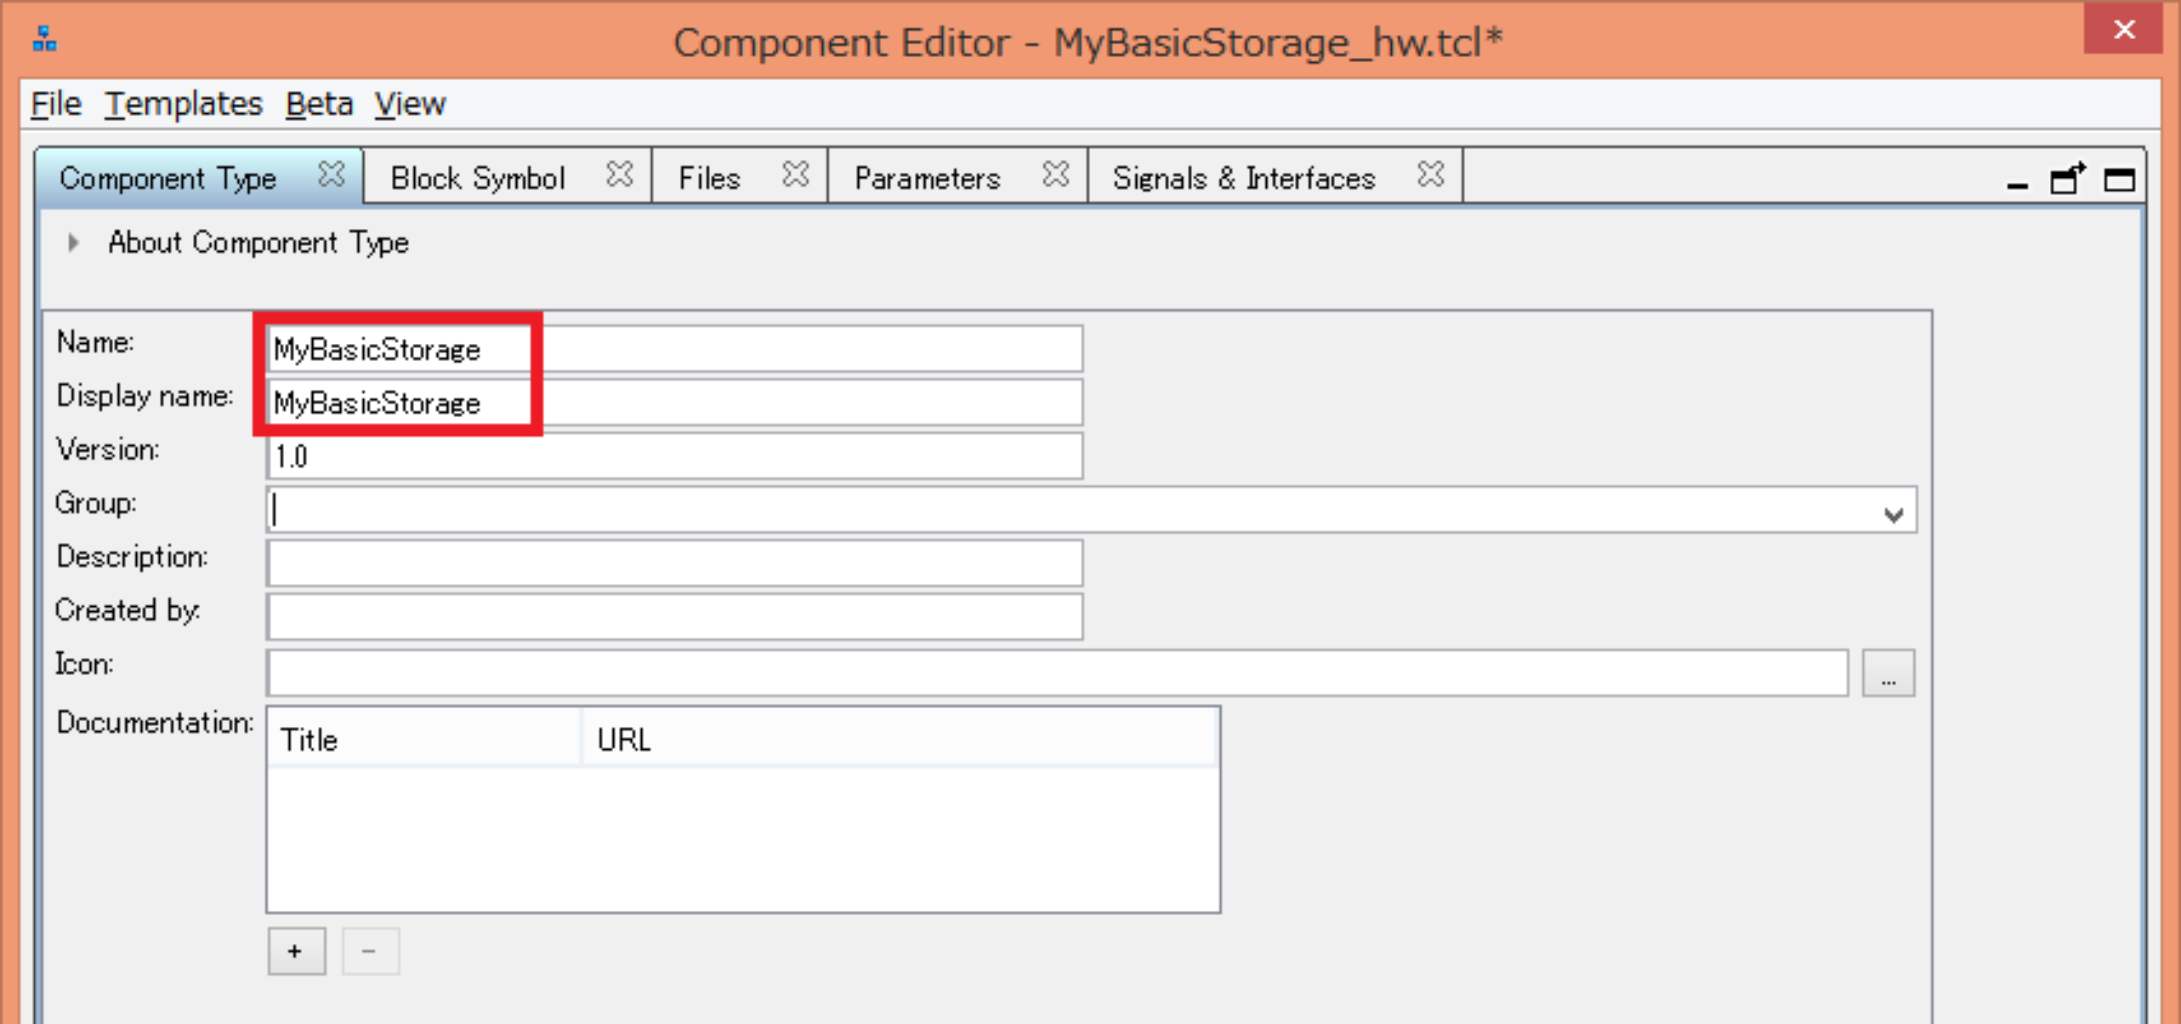 Component Editor - MyBasicStorage_hw.tcl*
File Templates Beta View
Component Type Block Symbol Files Parameters Signals & Interfaces
About Component Type
Name: MyBasicStorage
Display name: MyBasicStorage
Version: 1.0
Group:
Description:
Created by:
Icon: ...
Documentation: Title URL
+ -